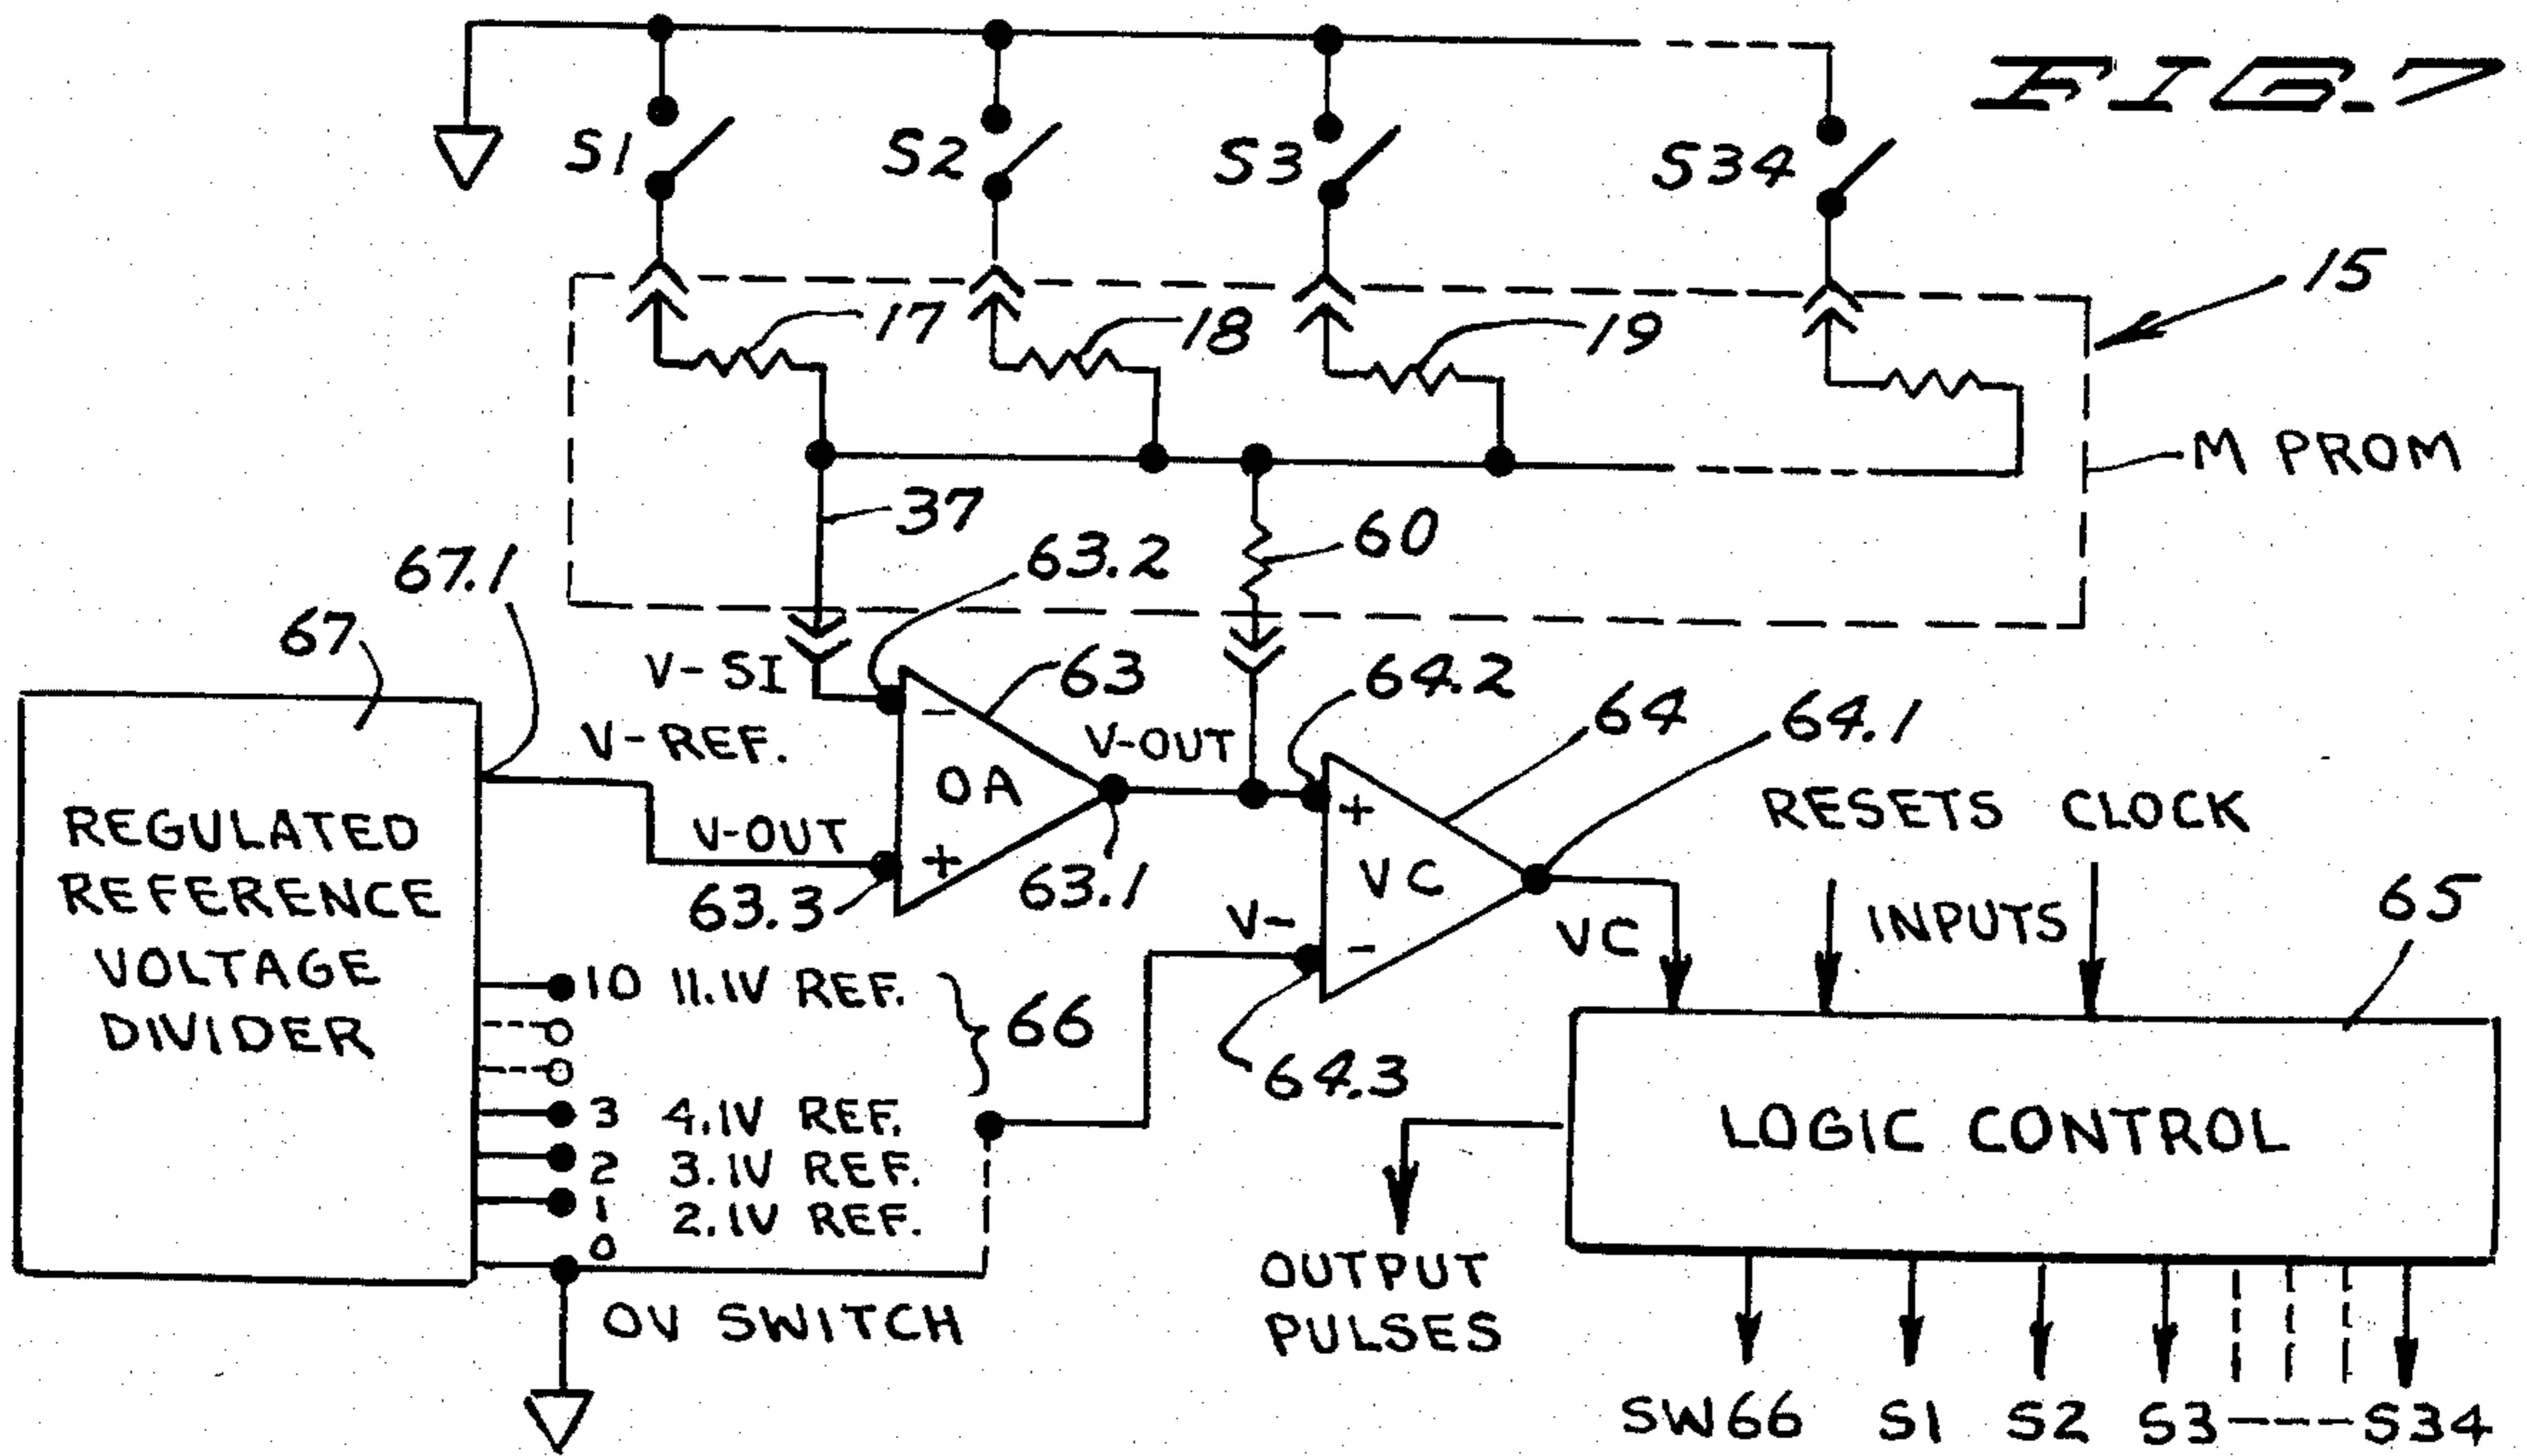 FIG. 7
S1
S2
S3
S34
15
17
18
19
M PROM
37
60
63.2
67.1
67
V-SI
63
64.2
64
64.1
V-REF.
V-OUT
OA
RESETS CLOCK
INPUTS
V-OUT
63.3
63.1
VC
V-
VC
65
REGULATED
REFERENCE
VOLTAGE
DIVIDER
10 11.1V REF.
66
64.3
3 4.1V REF.
2 3.1V REF.
1 2.1V REF.
0
0V SWITCH
LOGIC CONTROL
OUTPUT
PULSES
SW66 S1 S2 S3 ---S34
- + + -